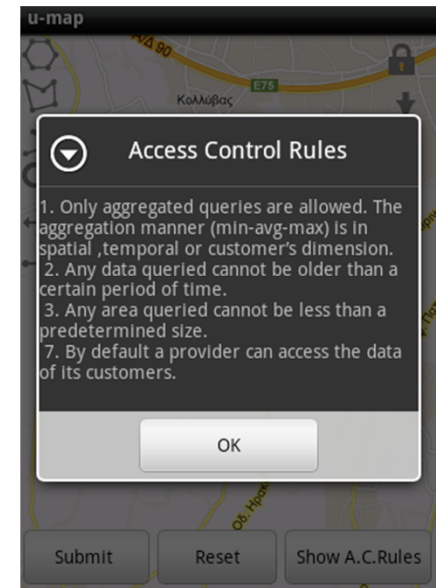 u-map
Α/Δ 90
E75
Κολλύβας
Access Control Rules
1. Only aggregated queries are allowed. The
aggregation manner (min-avg-max) is in
spatial ,temporal or customer's dimension.
2. Any data queried cannot be older than a
certain period of time.
3. Any area queried cannot be less than a
predetermined size.
7. By default a provider can access the data
of its customers.
OK
Οδ. Ηρακ
Submit
Reset
Show A.C.Rules